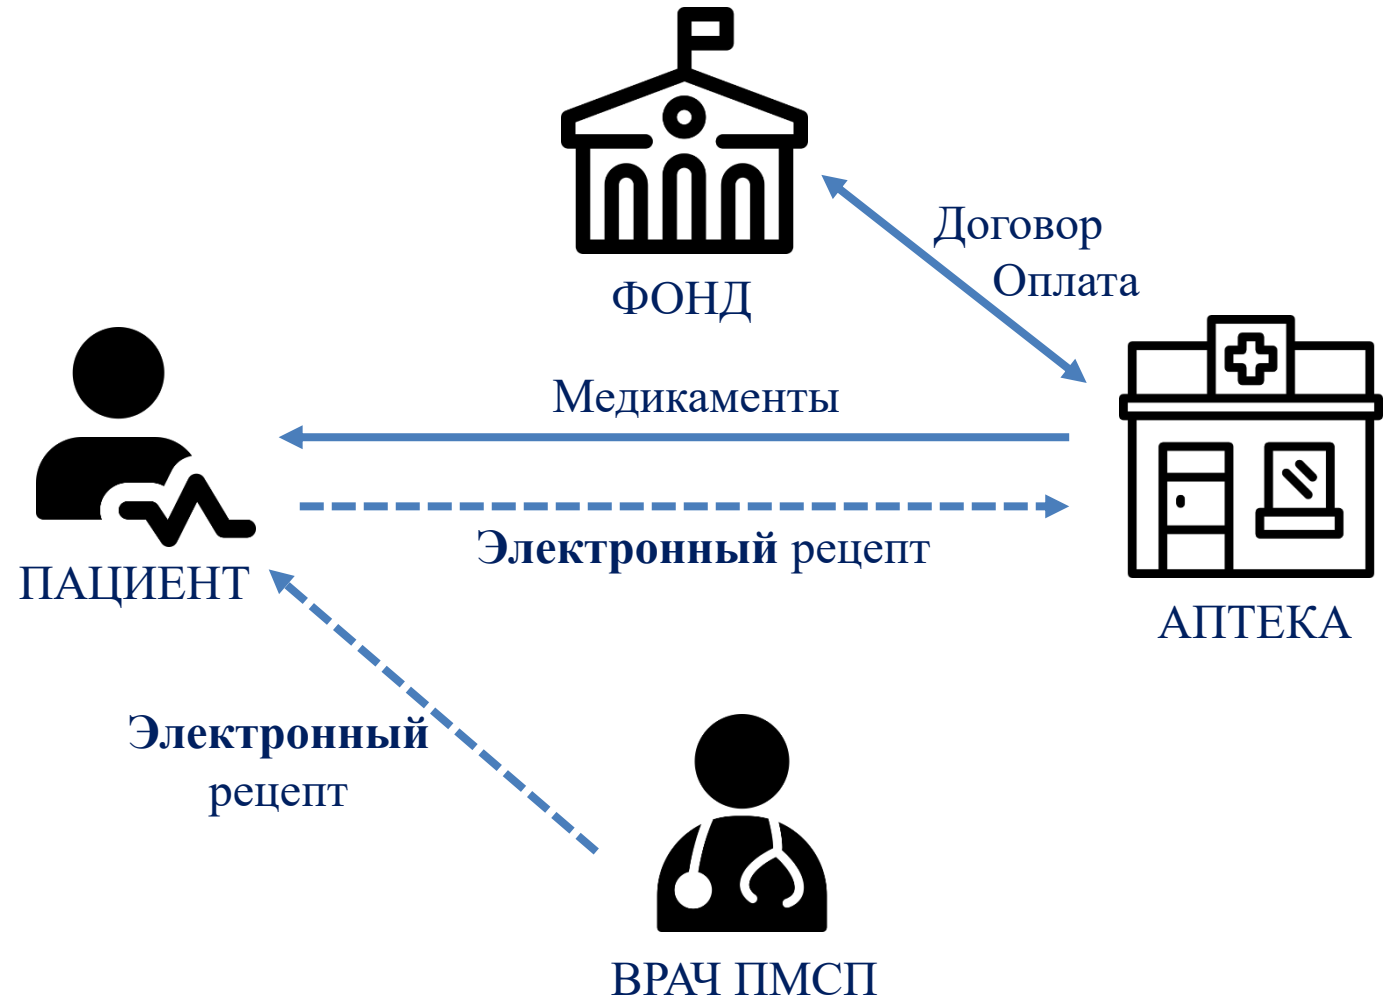 Договор
Оплата
ФОНД
Медикаменты
Электронный рецепт
ПАЦИЕНТ
АПТЕКА
Электронный
рецепт
ВРАЧ ПМСП